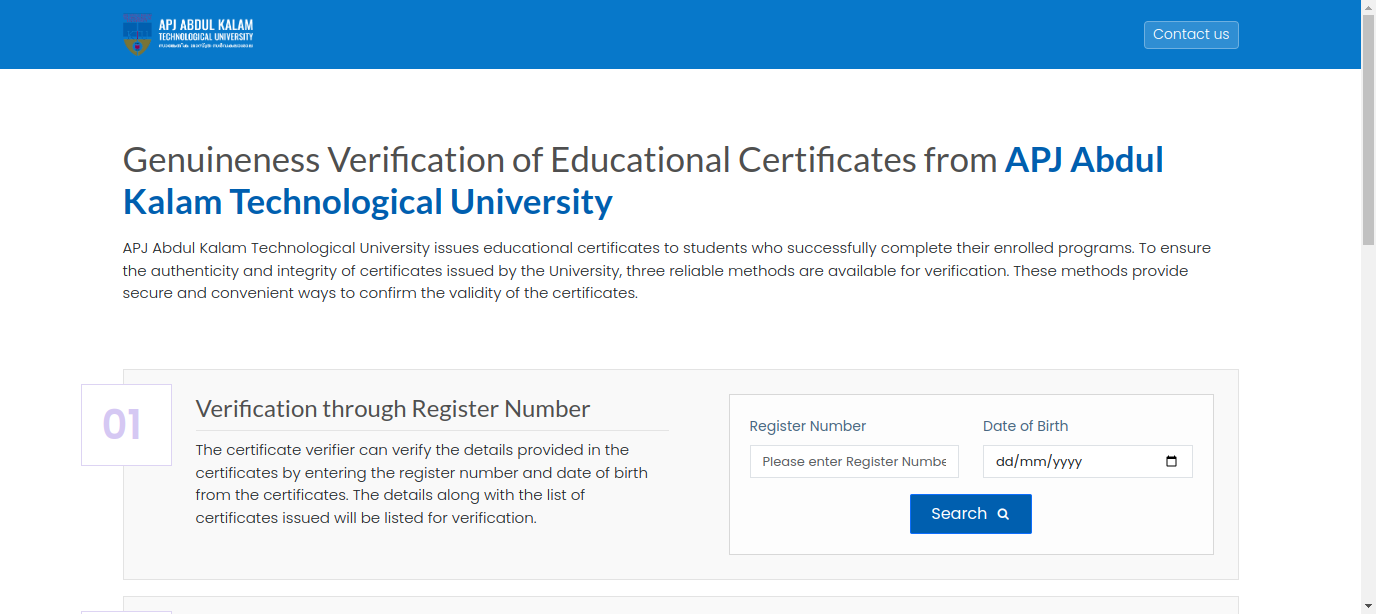 APJ ABDUL KALAM
TECHNOLOGICAL UNIVERSITY
Contact us
Genuineness Verification of Educational Certificates from APJ Abdul
Kalam Technological University
APJ Abdul Kalam Technological University issues educational certificates to students who successfully complete their enrolled programs. To ensure
the authenticity and integrity of certificates issued by the University, three reliable methods are available for verification. These methods provide
secure and convenient ways to confirm the validity of the certificates.
01
Verification through Register Number
The certificate verifier can verify the details provided in the
certificates by entering the register number and date of birth
from the certificates. The details along with the list of
certificates issued will be listed for verification.
Register Number
Date of Birth
Please enter Register Numbe
dd/mm/yyyy
Search